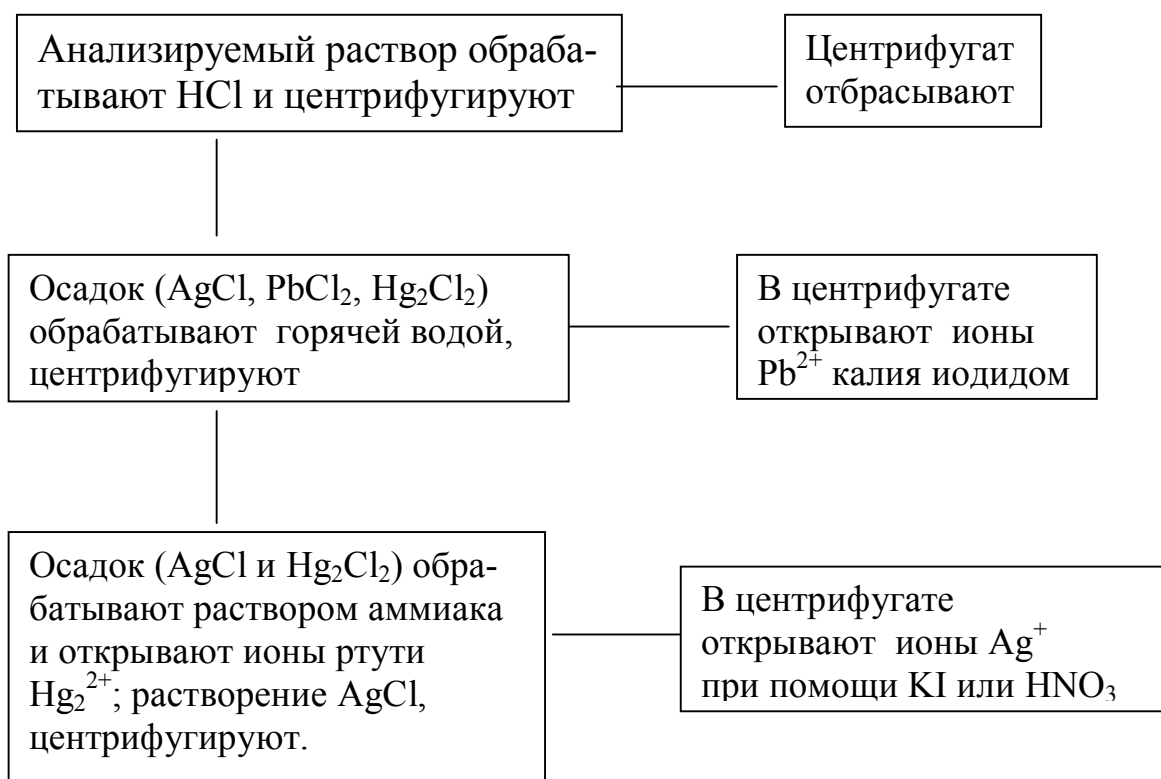 Анализируемый раствор обраба-
тывают HCl и центрифугируют
Центрифугат
отбрасывают
Осадок (AgCl, PbCl₂, Hg₂Cl₂)
обрабатывают горячей водой,
центрифугируют
В центрифугате
открывают ионы
Pb²⁺ калия иодидом
Осадок (AgCl и Hg₂Cl₂) обра-
батывают раствором аммиака
и открывают ионы ртути
Hg₂²⁺; растворение AgCl,
центрифугируют.
В центрифугате
открывают ионы Ag⁺
при помощи KI или HNO₃